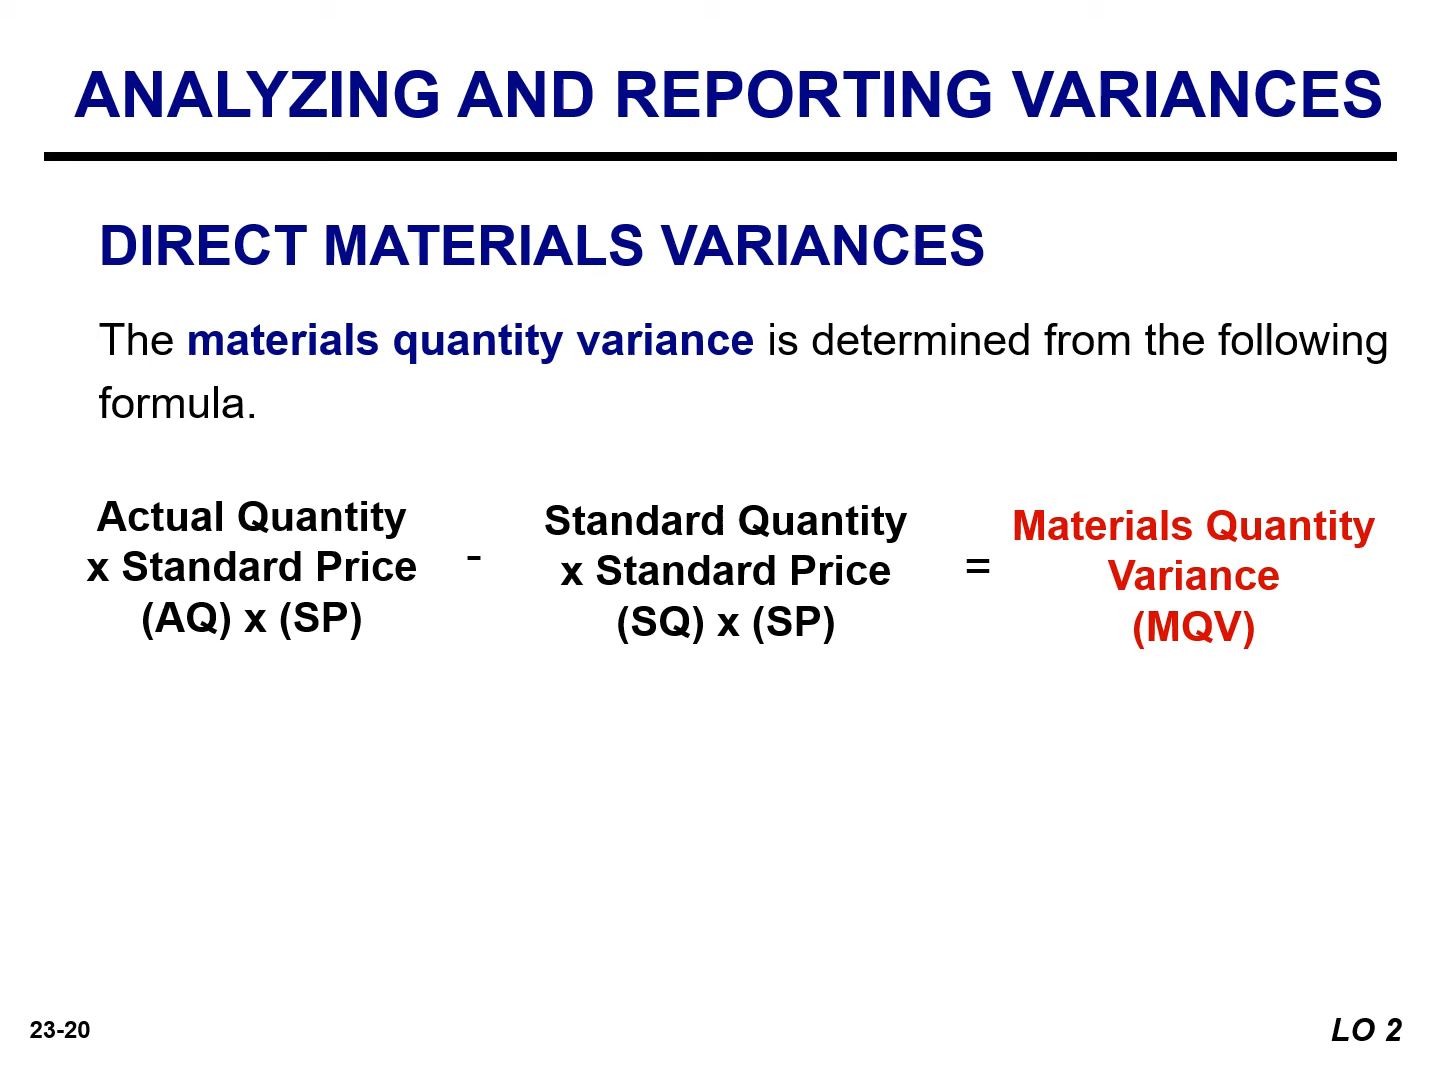 ANALYZING AND REPORTING VARIANCES
DIRECT MATERIALS VARIANCES
The materials quantity variance is determined from the following
formula.
Actual Quantity
x Standard Price
(AQ) x (SP)
-
Standard Quantity
x Standard Price
(SQ) x (SP)
=
Materials Quantity
Variance
(MQV)
23-20
LO 2